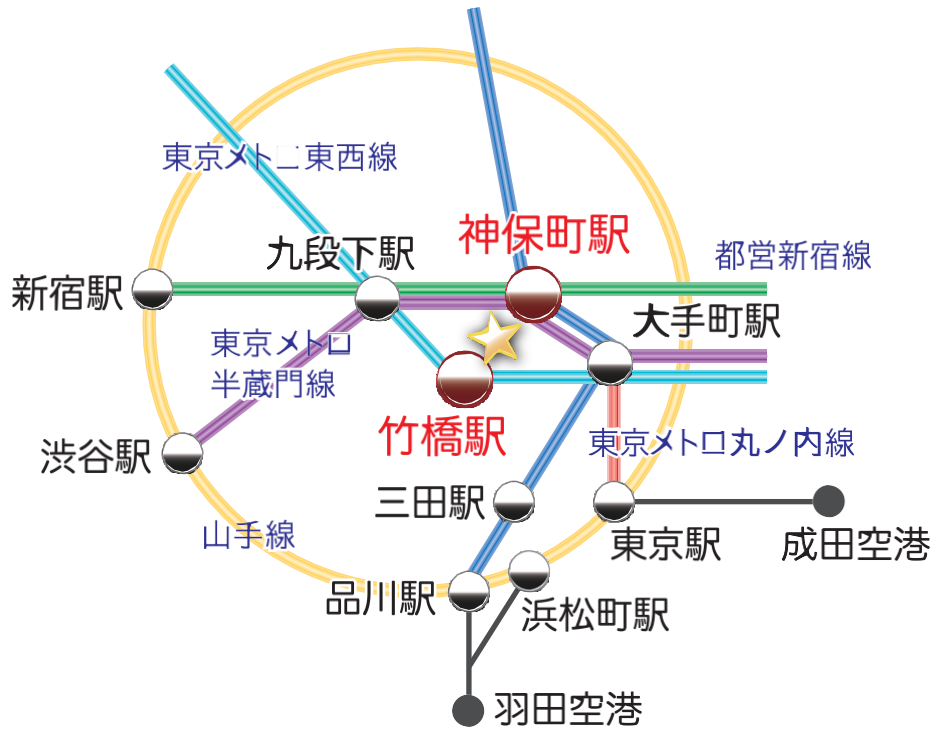 東京メトロ東西線
神保町駅
九段下駅
都営新宿線
新宿駅
大手町駅
東京メトロ
半蔵門線
竹橋駅
東京メトロ丸ノ内線
渋谷駅
三田駅
山手線
東京駅
成田空港
品川駅
浜松町駅
羽田空港